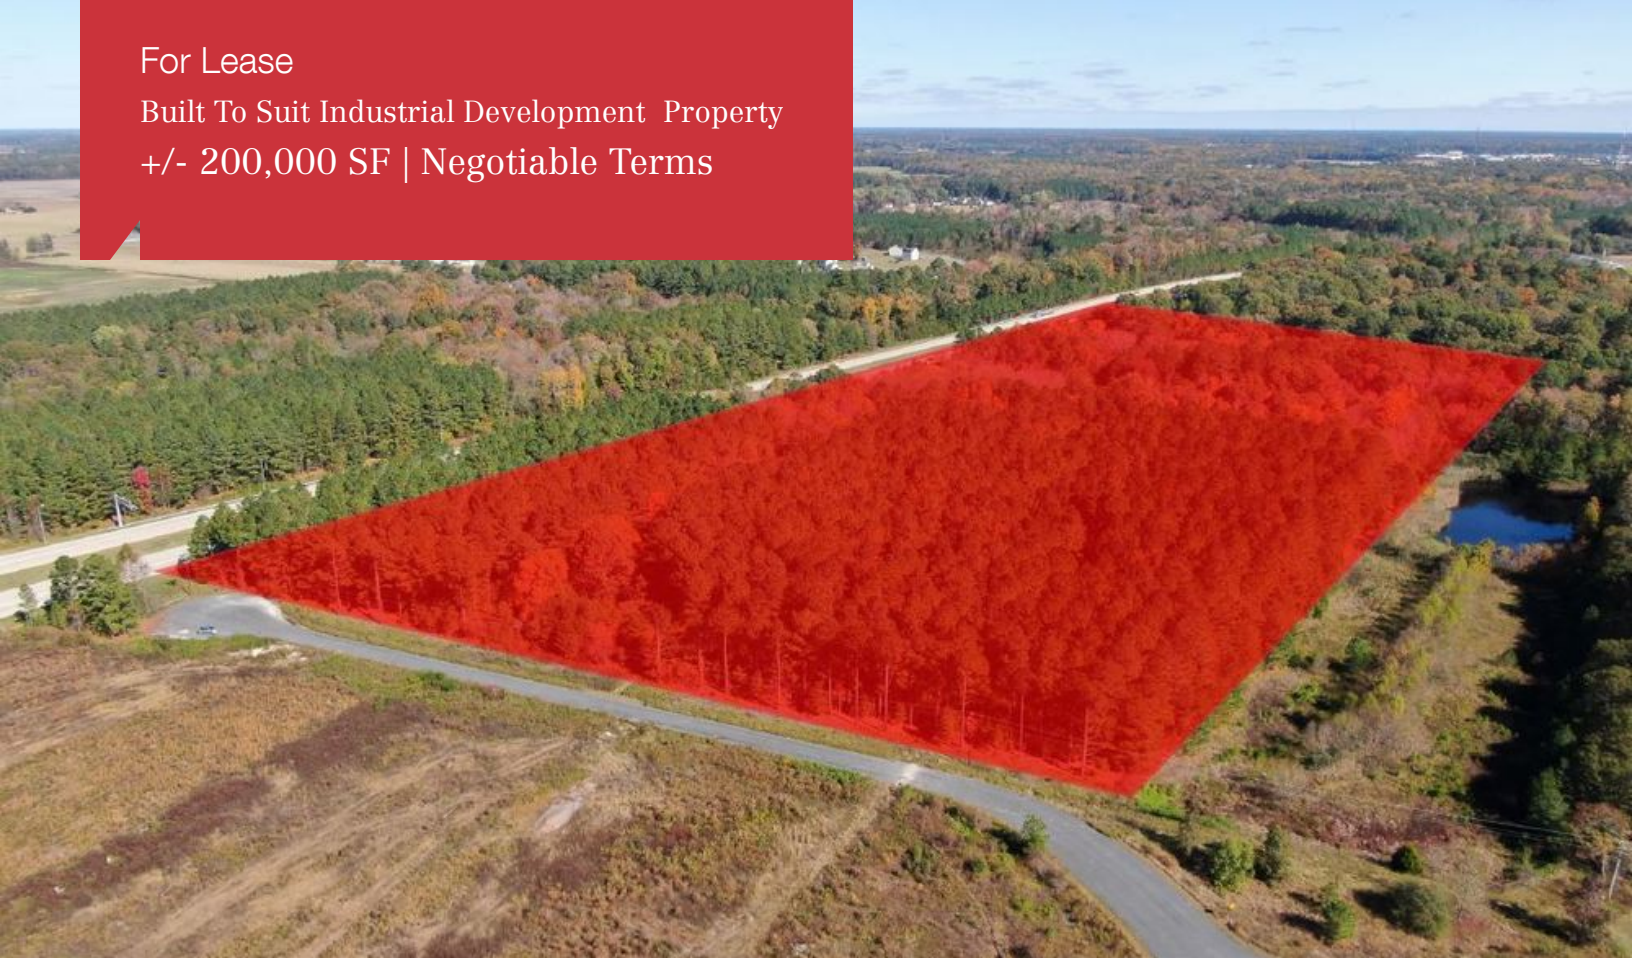 For Lease
Built To Suit Industrial Development Property
+/- 200,000 SF | Negotiable Terms